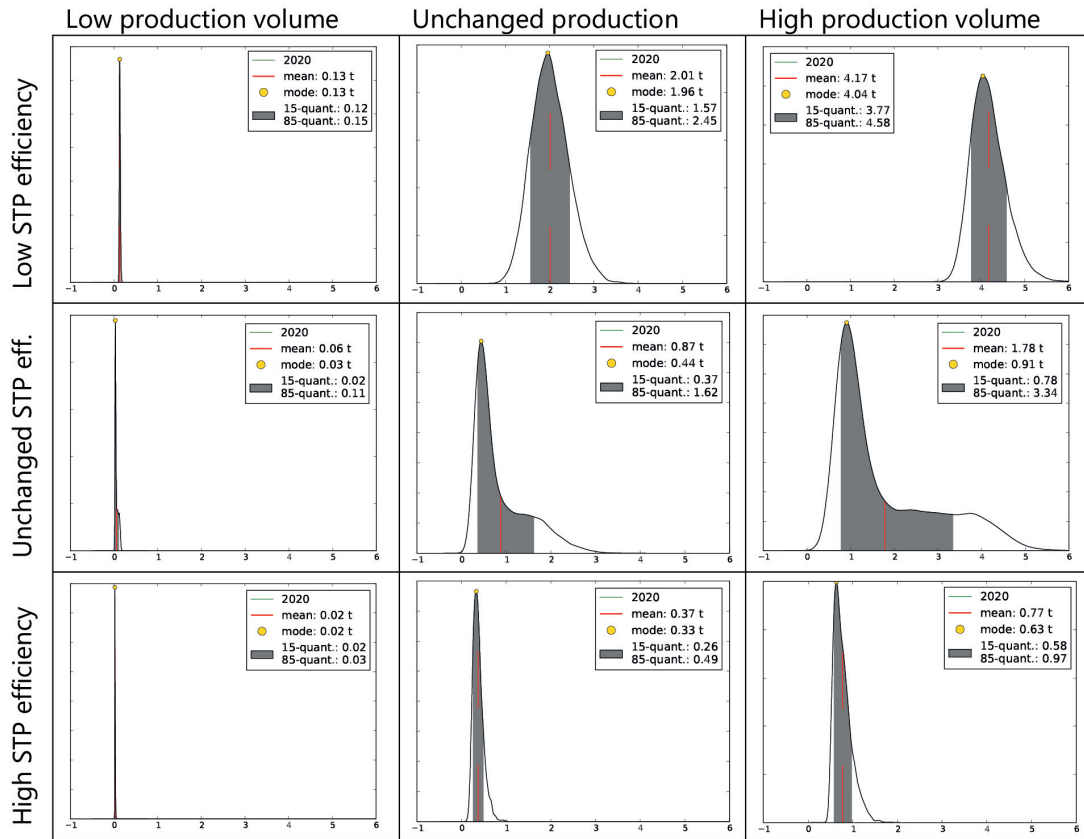 Low production volume
Unchanged production
High production volume
Low STP efficiency
2020
mean: 0.13 t
mode: 0.13 t
15-quant.: 0.12
85-quant.: 0.15
−1 0 1 2 3 4 5 6
2020
mean: 2.01 t
mode: 1.96 t
15-quant.: 1.57
85-quant.: 2.45
−1 0 1 2 3 4 5 6
2020
mean: 4.17 t
mode: 4.04 t
15-quant.: 3.77
85-quant.: 4.58
−1 0 1 2 3 4 5 6
Unchanged STP eff.
2020
mean: 0.06 t
mode: 0.03 t
15-quant.: 0.02
85-quant.: 0.11
−1 0 1 2 3 4 5 6
2020
mean: 0.87 t
mode: 0.44 t
15-quant.: 0.37
85-quant.: 1.62
−1 0 1 2 3 4 5 6
2020
mean: 1.78 t
mode: 0.91 t
15-quant.: 0.78
85-quant.: 3.34
−1 0 1 2 3 4 5 6
High STP efficiency
2020
mean: 0.02 t
mode: 0.02 t
15-quant.: 0.02
85-quant.: 0.03
−1 0 1 2 3 4 5 6
2020
mean: 0.37 t
mode: 0.33 t
15-quant.: 0.26
85-quant.: 0.49
−1 0 1 2 3 4 5 6
2020
mean: 0.77 t
mode: 0.63 t
15-quant.: 0.58
85-quant.: 0.97
−1 0 1 2 3 4 5 6